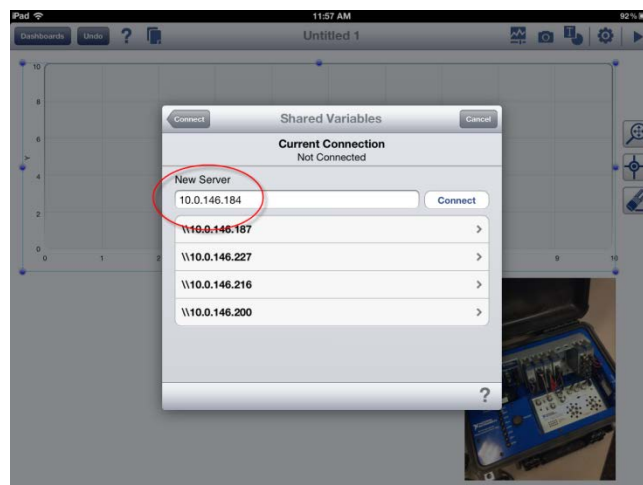 iPad 11:57 AM 92%
Dashboards Undo ? Untitled 1
Connect Shared Variables Cancel
Current Connection
Not Connected
New Server
10.0.146.184 Connect
\\10.0.146.187
\\10.0.146.227
\\10.0.146.216
\\10.0.146.200
?
10
8
6
Y
4
2
0
0 1 2 9 10